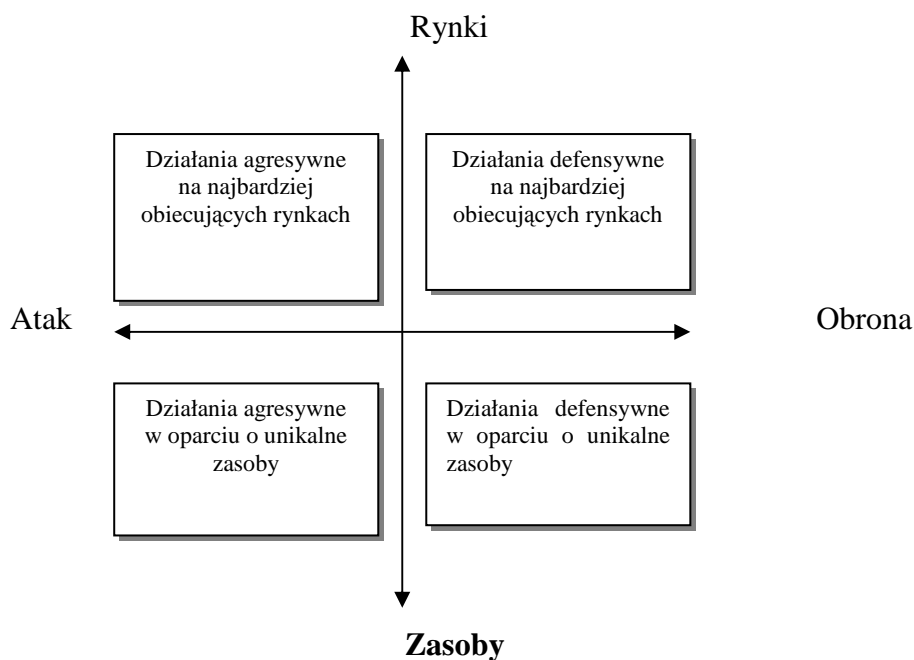 Rynki
Działania agresywne
na najbardziej
obiecujących rynkach
Działania defensywne
na najbardziej
obiecujących rynkach
Atak
Obrona
Działania agresywne
w oparciu o unikalne
zasoby
Działania defensywne
w oparciu o unikalne
zasoby
Zasoby